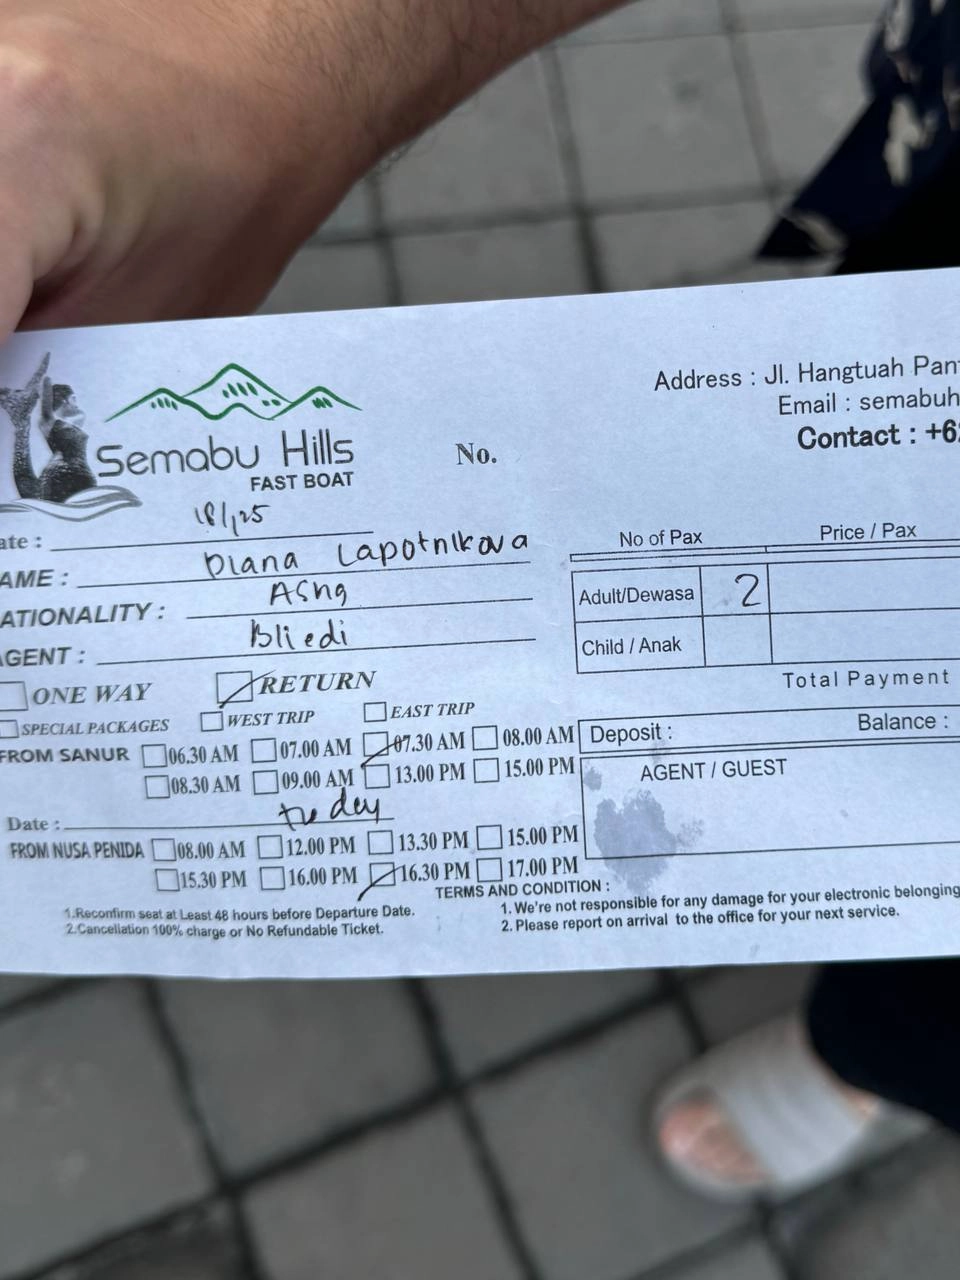 Semabu Hills
FAST BOAT
No.
Address : Jl. Hangtuah Pan
Email : semabuh
Contact : +62
ate : 18/1/25
AME : Diana Lapotnikova
ATIONALITY : Asng
GENT : Bli edi
ONE WAY RETURN
SPECIAL PACKAGES WEST TRIP EAST TRIP
FROM SANUR 06.30 AM 07.00 AM 07.30 AM 08.00 AM
08.30 AM 09.00 AM 13.00 PM 15.00 PM
Date : to dey
FROM NUSA PENIDA 08.00 AM 12.00 PM 13.30 PM 15.00 PM
15.30 PM 16.00 PM 16.30 PM 17.00 PM
1.Reconfirm seat at Least 48 hours before Departure Date.
2.Cancellation 100% charge or No Refundable Ticket.
No of Pax Price / Pax
Adult/Dewasa 2
Child / Anak
Total Payment
Deposit : Balance :
AGENT / GUEST
TERMS AND CONDITION :
1. We're not responsible for any damage for your electronic belonging
2. Please report on arrival to the office for your next service.